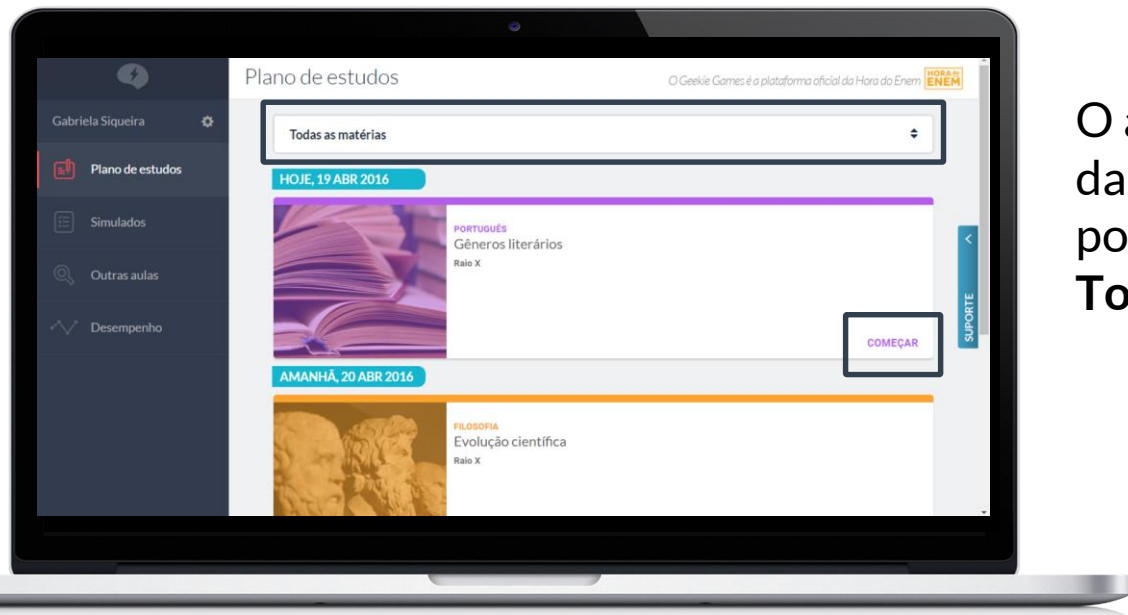 Plano de estudos
O Geekie Games é a plataforma oficial da Hora do Enem
HORA do
ENEM
Gabriela Siqueira
Plano de estudos
Simulados
Outras aulas
Desempenho
Todas as matérias
HOJE, 19 ABR 2016
PORTUGUÊS
Gêneros literários
Raio X
COMEÇAR
SUPORTE
AMANHÃ, 20 ABR 2016
FILOSOFIA
Evolução científica
Raio X
O
da
po
To